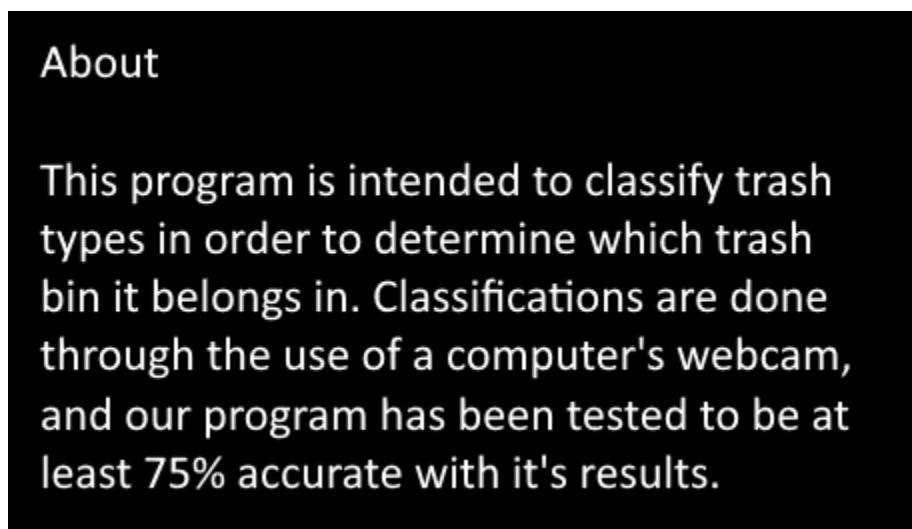 About
This program is intended to classify trash
types in order to determine which trash
bin it belongs in. Classifications are done
through the use of a computer's webcam,
and our program has been tested to be at
least 75% accurate with it's results.